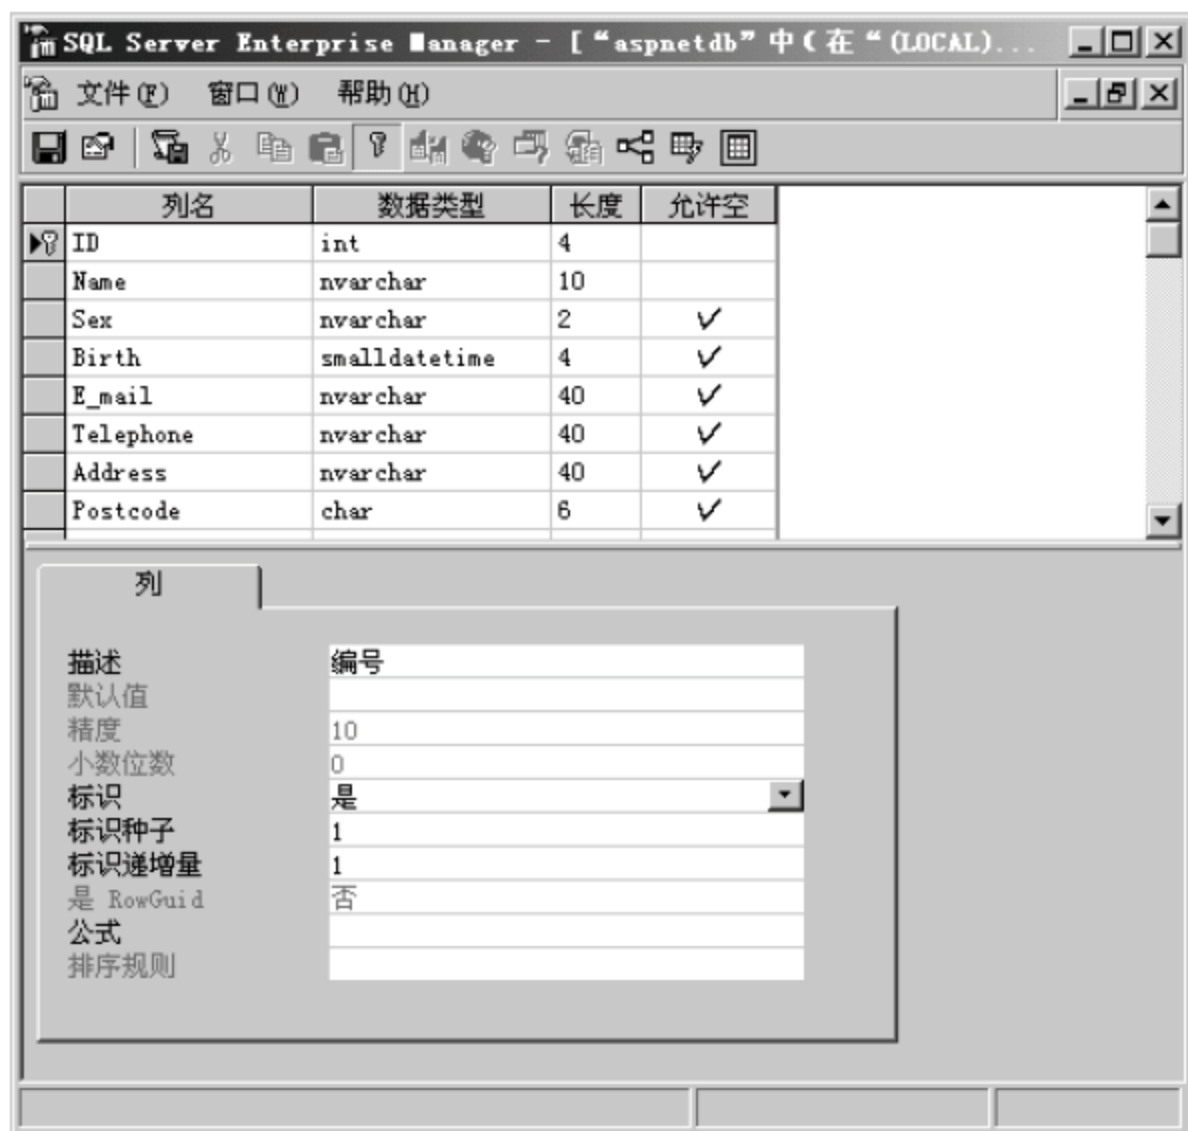 SQL Server Enterprise Manager - [“aspnetdb”中(在“(LOCAL)...
文件(F) 窗口(W) 帮助(H)
列名 数据类型 长度 允许空
ID int 4
Name nvarchar 10
Sex nvarchar 2
Birth smalldatetime 4
E_mail nvarchar 40
Telephone nvarchar 40
Address nvarchar 40
Postcode char 6
列
描述 编号
默认值
精度 10
小数位数 0
标识 是
标识种子 1
标识递增量 1
是 RowGuid 否
公式
排序规则